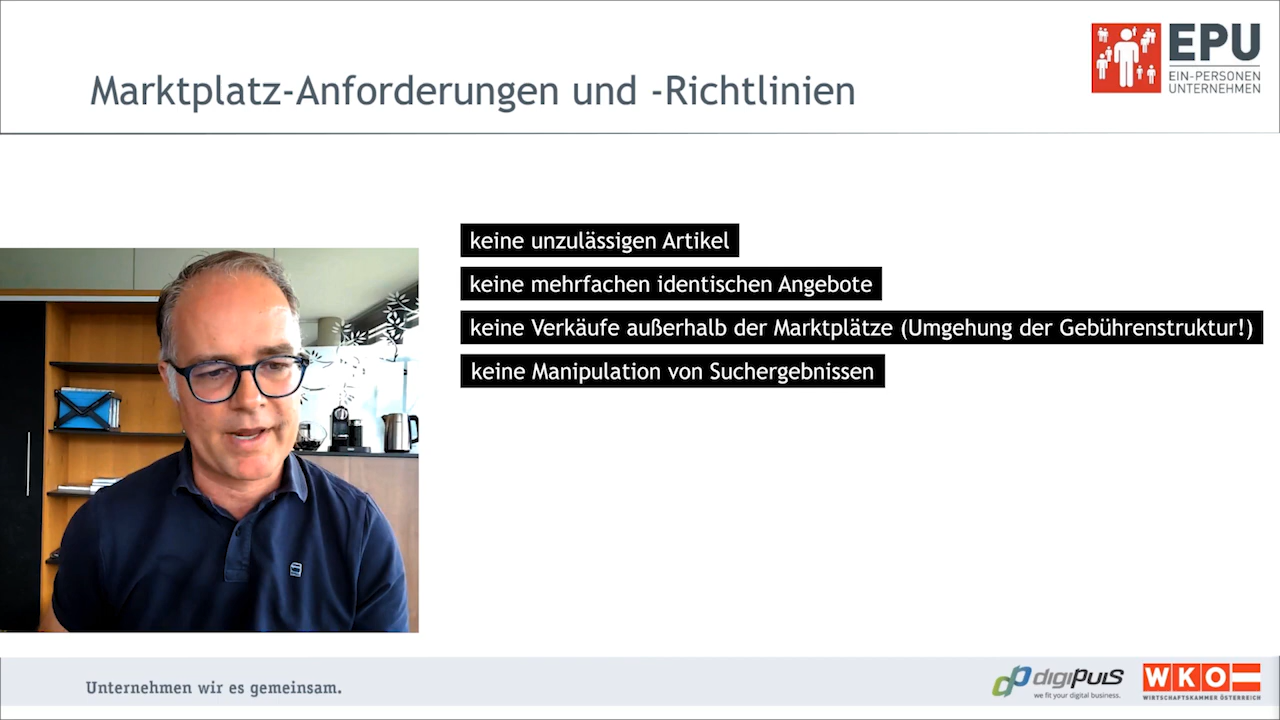 Marktplatz-Anforderungen und -Richtlinien
EPU
EIN-PERSONEN
UNTERNEHMEN
keine unzulässigen Artikel
keine mehrfachen identischen Angebote
keine Verkäufe außerhalb der Marktplätze (Umgehung der Gebührenstruktur!)
keine Manipulation von Suchergebnissen
Unternehmen wir es gemeinsam.
digiPULS
we fit your digital business.
WKO
WIRTSCHAFTSKAMMER ÖSTERREICH